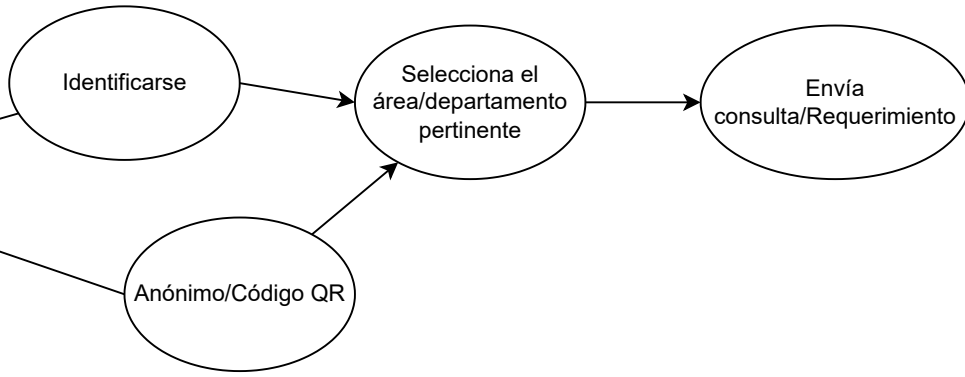 Identificarse
Selecciona el
área/departamento
pertinente
Envía
consulta/Requerimiento
Anónimo/Código QR